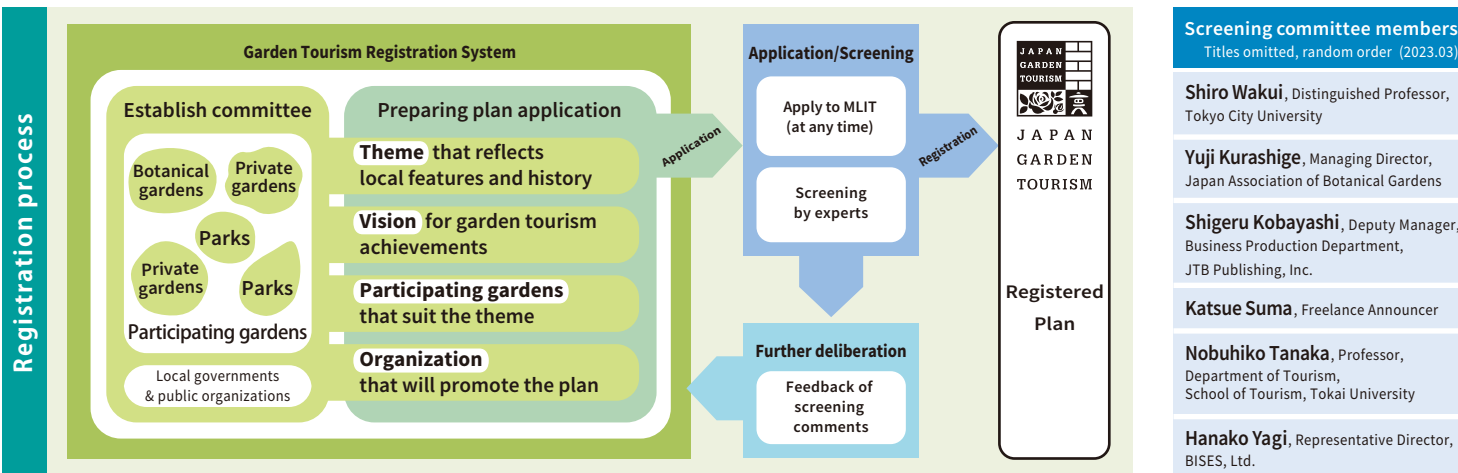 Registration process
Garden Tourism Registration System
Establish committee
Botanical
gardens
Private
gardens
Parks
Private
gardens
Parks
Participating gardens
Local governments
& public organizations
Preparing plan application
Theme that reflects
local features and history
Vision for garden tourism
achievements
Participating gardens
that suit the theme
Organization
that will promote the plan
Application
Application/Screening
Apply to MLIT
(at any time)
Screening
by experts
Further deliberation
Feedback of
screening
comments
Registration
JAPAN
GARDEN
TOURISM
JAPAN
GARDEN
TOURISM
Registered
Plan
Screening committee members
Titles omitted, random order (2023.03)
Shiro Wakui, Distinguished Professor,
Tokyo City University
Yuji Kurashige, Managing Director,
Japan Association of Botanical Gardens
Shigeru Kobayashi, Deputy Manager,
Business Production Department,
JTB Publishing, Inc.
Katsue Suma, Freelance Announcer
Nobuhiko Tanaka, Professor,
Department of Tourism,
School of Tourism, Tokai University
Hanako Yagi, Representative Director,
BISES, Ltd.